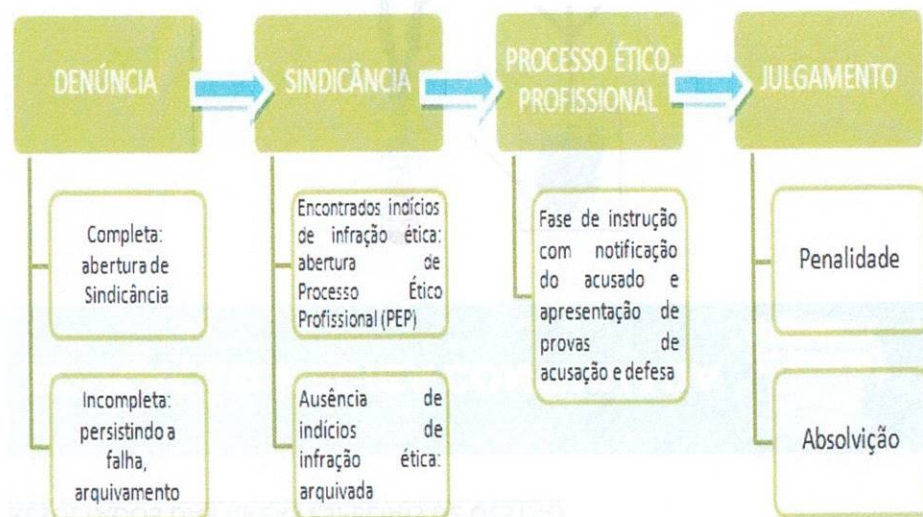 DENÚNCIA
Completa:
abertura de
Sindicância
Incompleta:
persistindo a
falha,
arquivamento
SINDICÂNCIA
Encontrados indícios
de infração ética:
abertura de
Processo Ético
Profissional (PEP)
Ausência de
indícios de
infração ética:
arquivada
PROCESSO ÉTICO
PROFISSIONAL
Fase de instrução
com notificação
do acusado e
apresentação de
provas de
acusação e defesa
JULGAMENTO
Penalidade
Absolvição